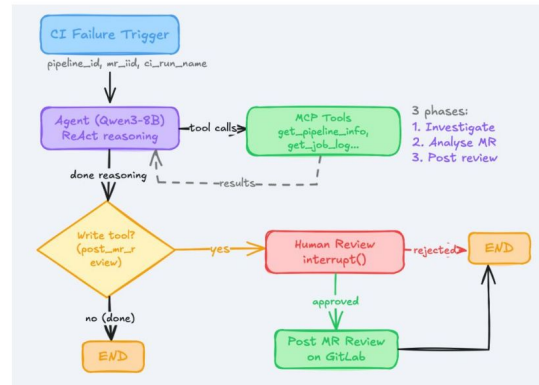 CI Failure Trigger
pipeline_id, mr_iid, ci_run_name
Agent (Qwen3-8B)
ReAct reasoning
tool calls
MCP Tools
get_pipeline_info,
get_job_log...
3 phases:
1. Investigate
2. Analyse MR
3. Post review
done reasoning
results
Write tool?
(post_mr_r
eview)
yes
Human Review
interrupt()
rejected
END
no (done)
approved
END
Post MR Review
on GitLab